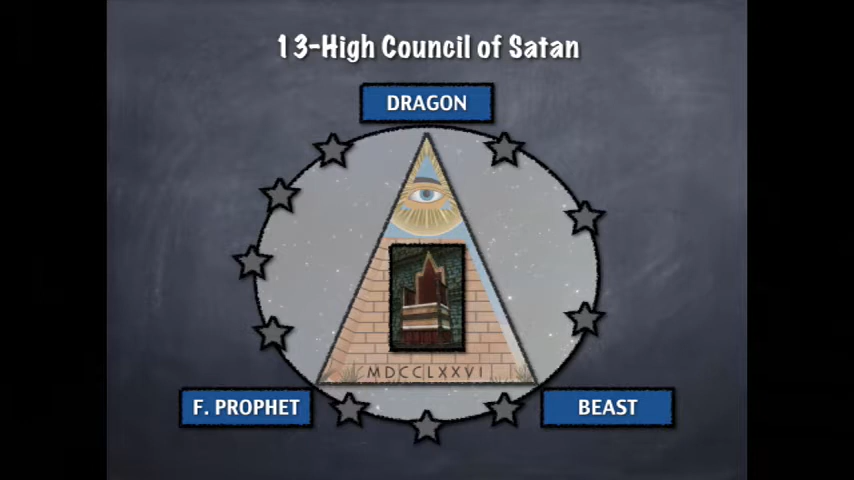 13-High Council of Satan
DRAGON
MDCCLXXVI
F. PROPHET
BEAST